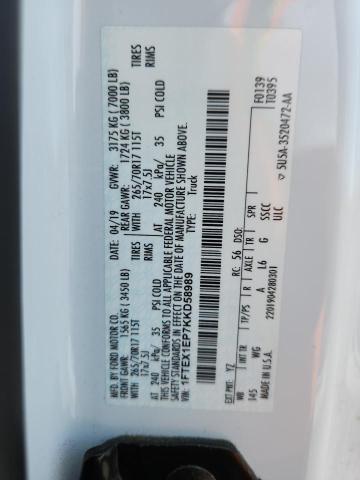 MFD. BY FORD MOTOR CO.
DATE: 04/19 GVWR: 3175 KG ( 7000 LB)
FRONT GAWR: 1565 KG ( 3450 LB) REAR GAWR: 1724 KG ( 3800 LB)
WITH 265/70R17 115T TIRES WITH 265/70R17 115T TIRES
17x7.5J RIMS 17x7.5J RIMS
AT 240 kPa/ 35 PSI COLD AT 240 kPa/ 35 PSI COLD
THIS VEHICLE CONFORMS TO ALL APPLICABLE FEDERAL MOTOR VEHICLE
SAFETY STANDARDS IN EFFECT ON THE DATE OF MANUFACTURE SHOWN ABOVE.
VIN: 1FTEX1EP7KKD58989
TYPE: Truck
F0139
T0395
EXT PNT: YZ RC: 56 DSO:
WB INT TR TP/PS R AXLE TR SPR
145 WG A L6 G SSCC
ULC
2201904280301 5U5A-3520472-AA